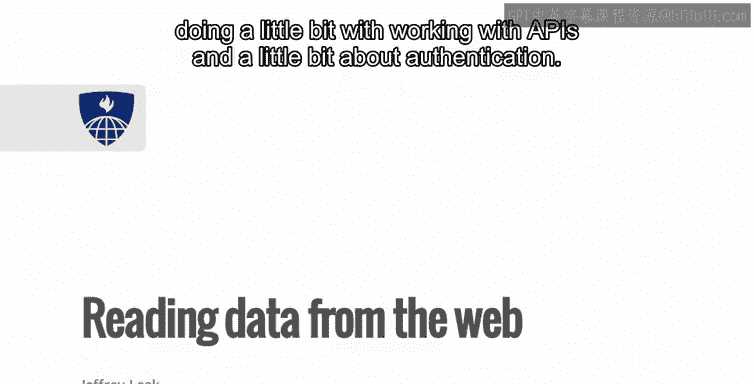 doing a little bit with working with APIs
and a little bit about authentication.
Reading data from the web